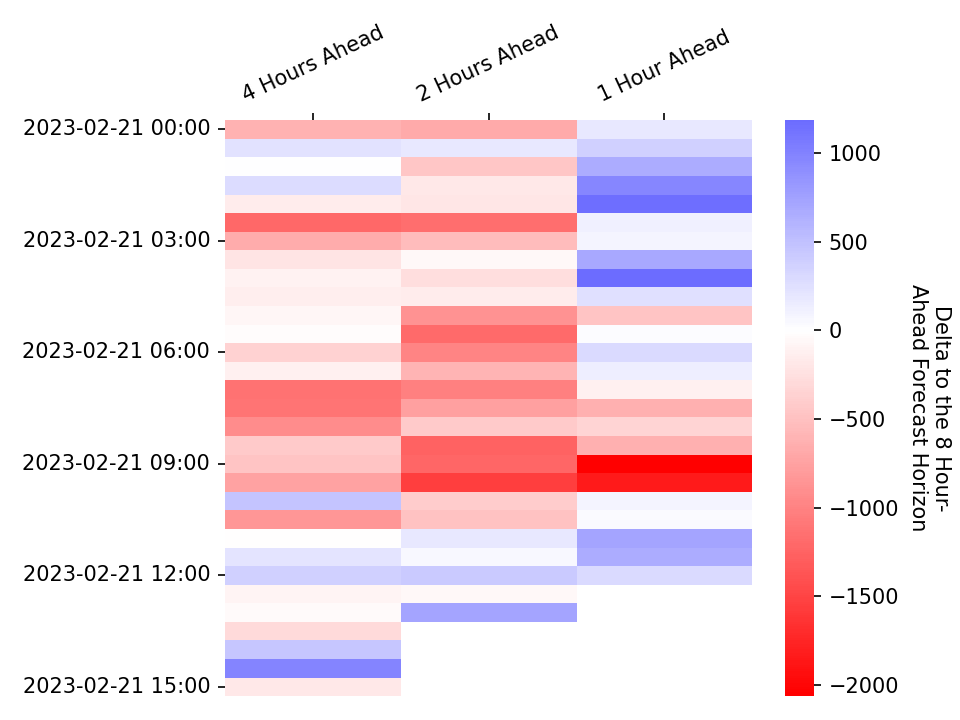 4 Hours Ahead
2 Hours Ahead
1 Hour Ahead
2023-02-21 00:00
2023-02-21 03:00
2023-02-21 06:00
2023-02-21 09:00
2023-02-21 12:00
2023-02-21 15:00
1000
500
0
−500
−1000
−1500
−2000
Delta to the 8 Hour-
Ahead Forecast Horizon